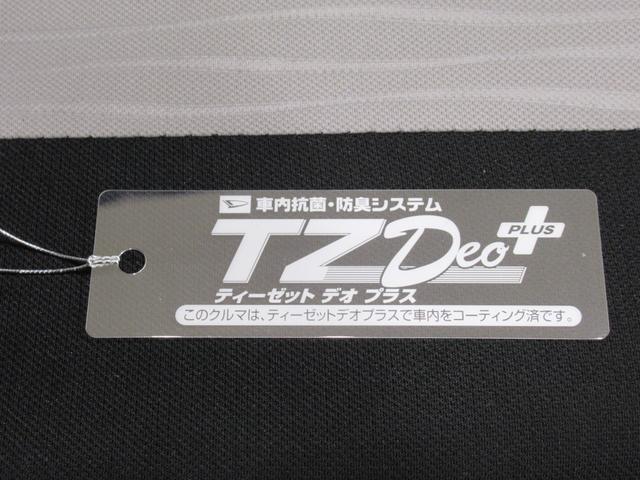 車内抗菌・防臭システム
TZ Deo PLUS
ティーゼット デオ プラス
このクルマは、ティーゼットデオプラスで車内をコーティング済です。